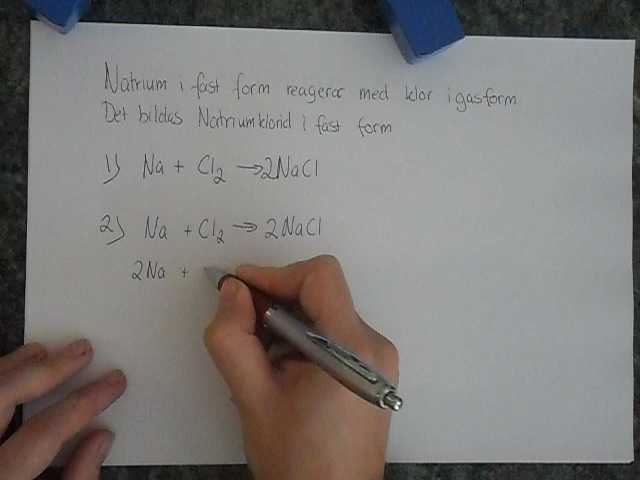 Natrium i fast form reagerar med klor i gasform.
Det bildas Natriumklorid i fast form
1) Na + Cl₂ → 2NaCl
2) Na + Cl₂ → 2NaCl
2Na +